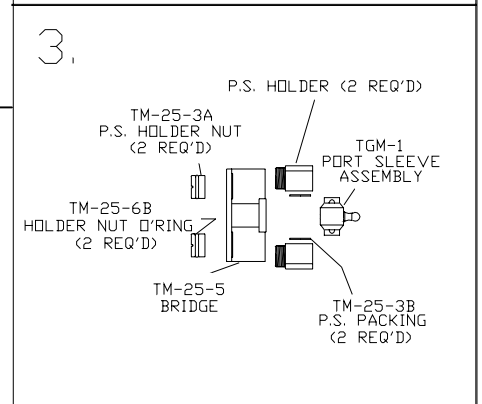 3.
P.S. HOLDER (2 REQ'D)
TM-25-3A
P.S. HOLDER NUT
(2 REQ'D)
TGM-1
PORT SLEEVE
ASSEMBLY
TM-25-6B
HOLDER NUT O'RING
(2 REQ'D)
TM-25-5
BRIDGE
TM-25-3B
P.S. PACKING
(2 REQ'D)